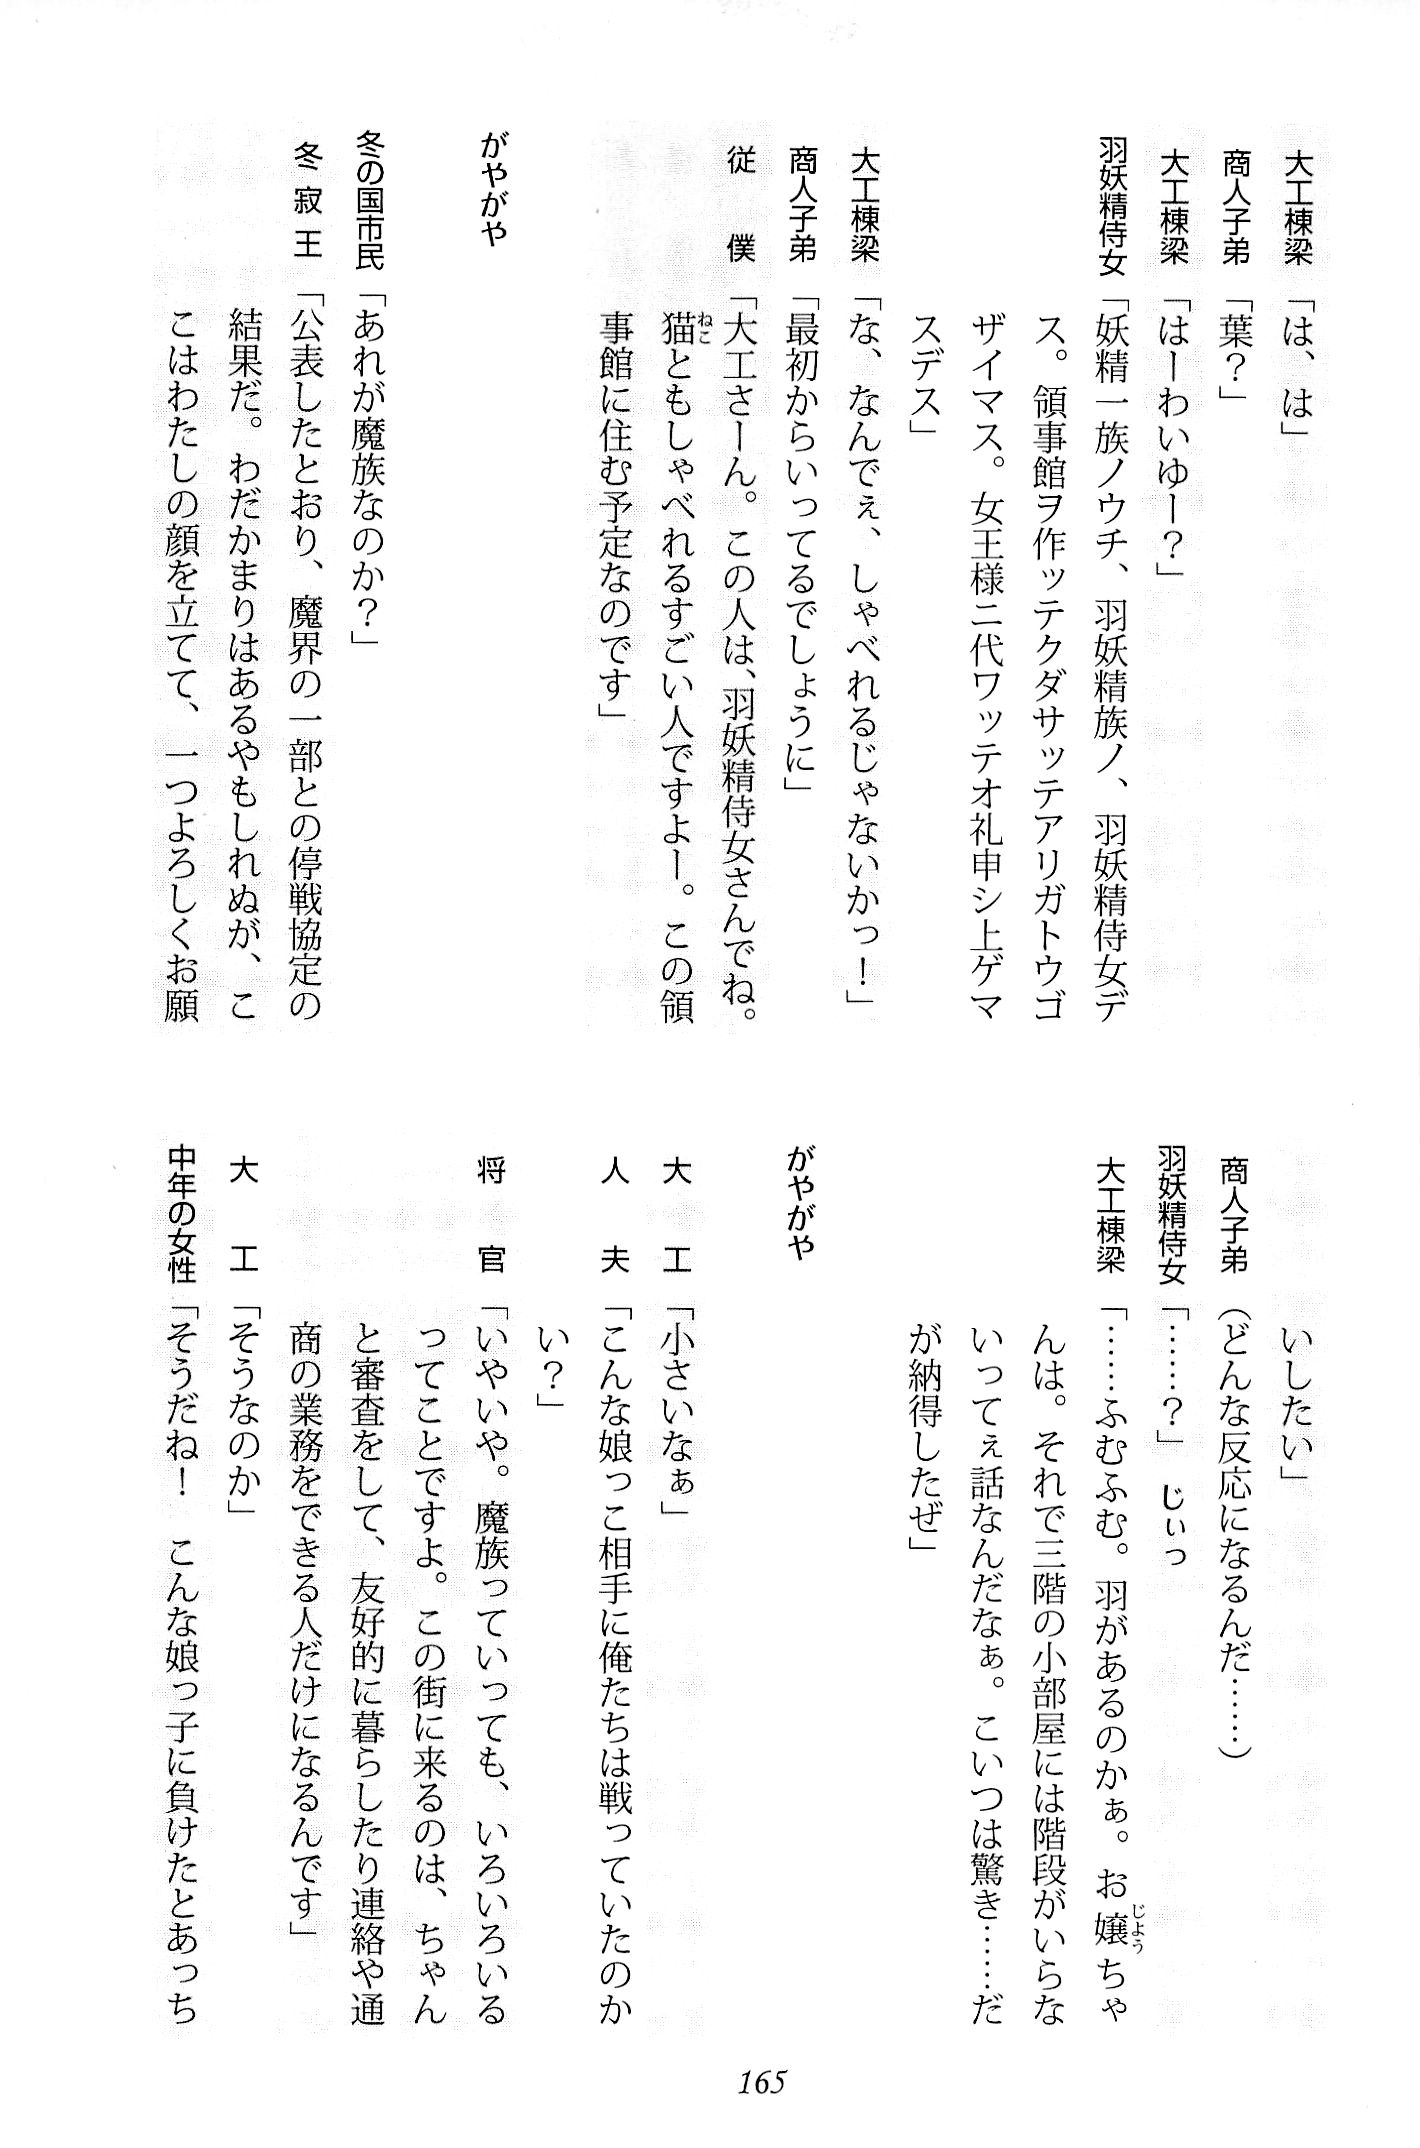 大工棟梁「は、は」
商人子弟「葉？」
大工棟梁「はーわいゆー？」
羽妖精侍女「妖精一族ノウチ、羽妖精族ノ、羽妖精侍女デ
ス。領事館ヲ作ッテクダサッテアリガトウゴ
ザイマス。女王様ニ代ワッテオ礼申シ上ゲマ
スデス」
大工棟梁「な、なんでぇ、しゃべれるじゃないかっ！」
商人子弟「最初からいってるでしょうに」
従僕「大工さーん。この人は、羽妖精侍女さんでね。
猫ともしゃべれるすごい人ですよー。この領
事館に住む予定なのです」
がやがや
冬の国市民「あれが魔族なのか？」
冬寂王「公表したとおり、魔界の一部との停戦協定の
結果だ。わだかまりはあるやもしれぬが、こ
こはわたしの顔を立てて、一つよろしくお願
いしたい」
商人子弟（どんな反応になるんだ……）
羽妖精侍女「……？」じぃっ
大工棟梁「……ふむふむ。羽があるのかぁ。お嬢ちゃ
んは。それで三階の小部屋には階段がいらな
いってぇ話なんだなぁ。こいつは驚き……だ
が納得したぜ」
がやがや
大工「小さいなぁ」
人夫「こんな娘っこ相手に俺たちは戦っていたのか
い？」
将官「いやいや。魔族っていっても、いろいろいる
ってことですよ。この街に来るのは、ちゃん
と審査をして、友好的に暮らしたり連絡や通
商の業務をできる人だけになるんです」
大工「そうなのか」
中年の女性「そうだね！　こんな娘っ子に負けたとあっち
165